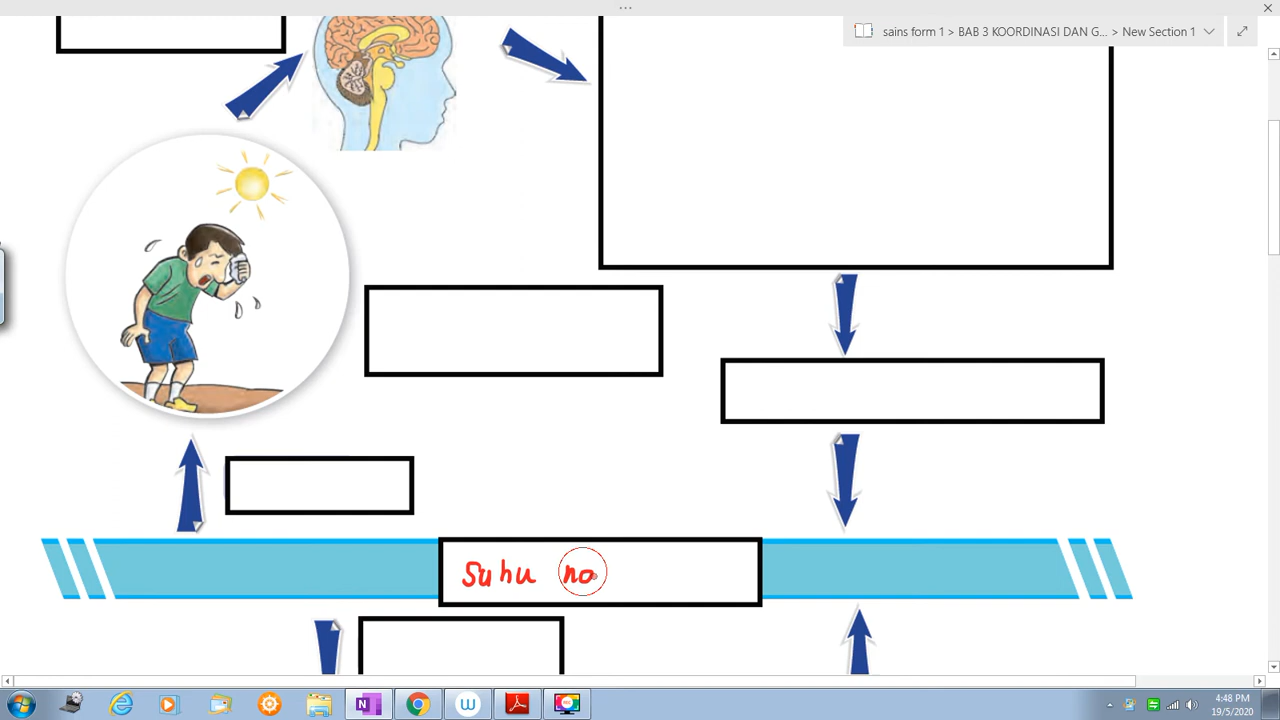 sains form 1 > BAB 3 KOORDINASI DAN G... > New Section 1
Suhu no
4:48 PM
19/5/2020